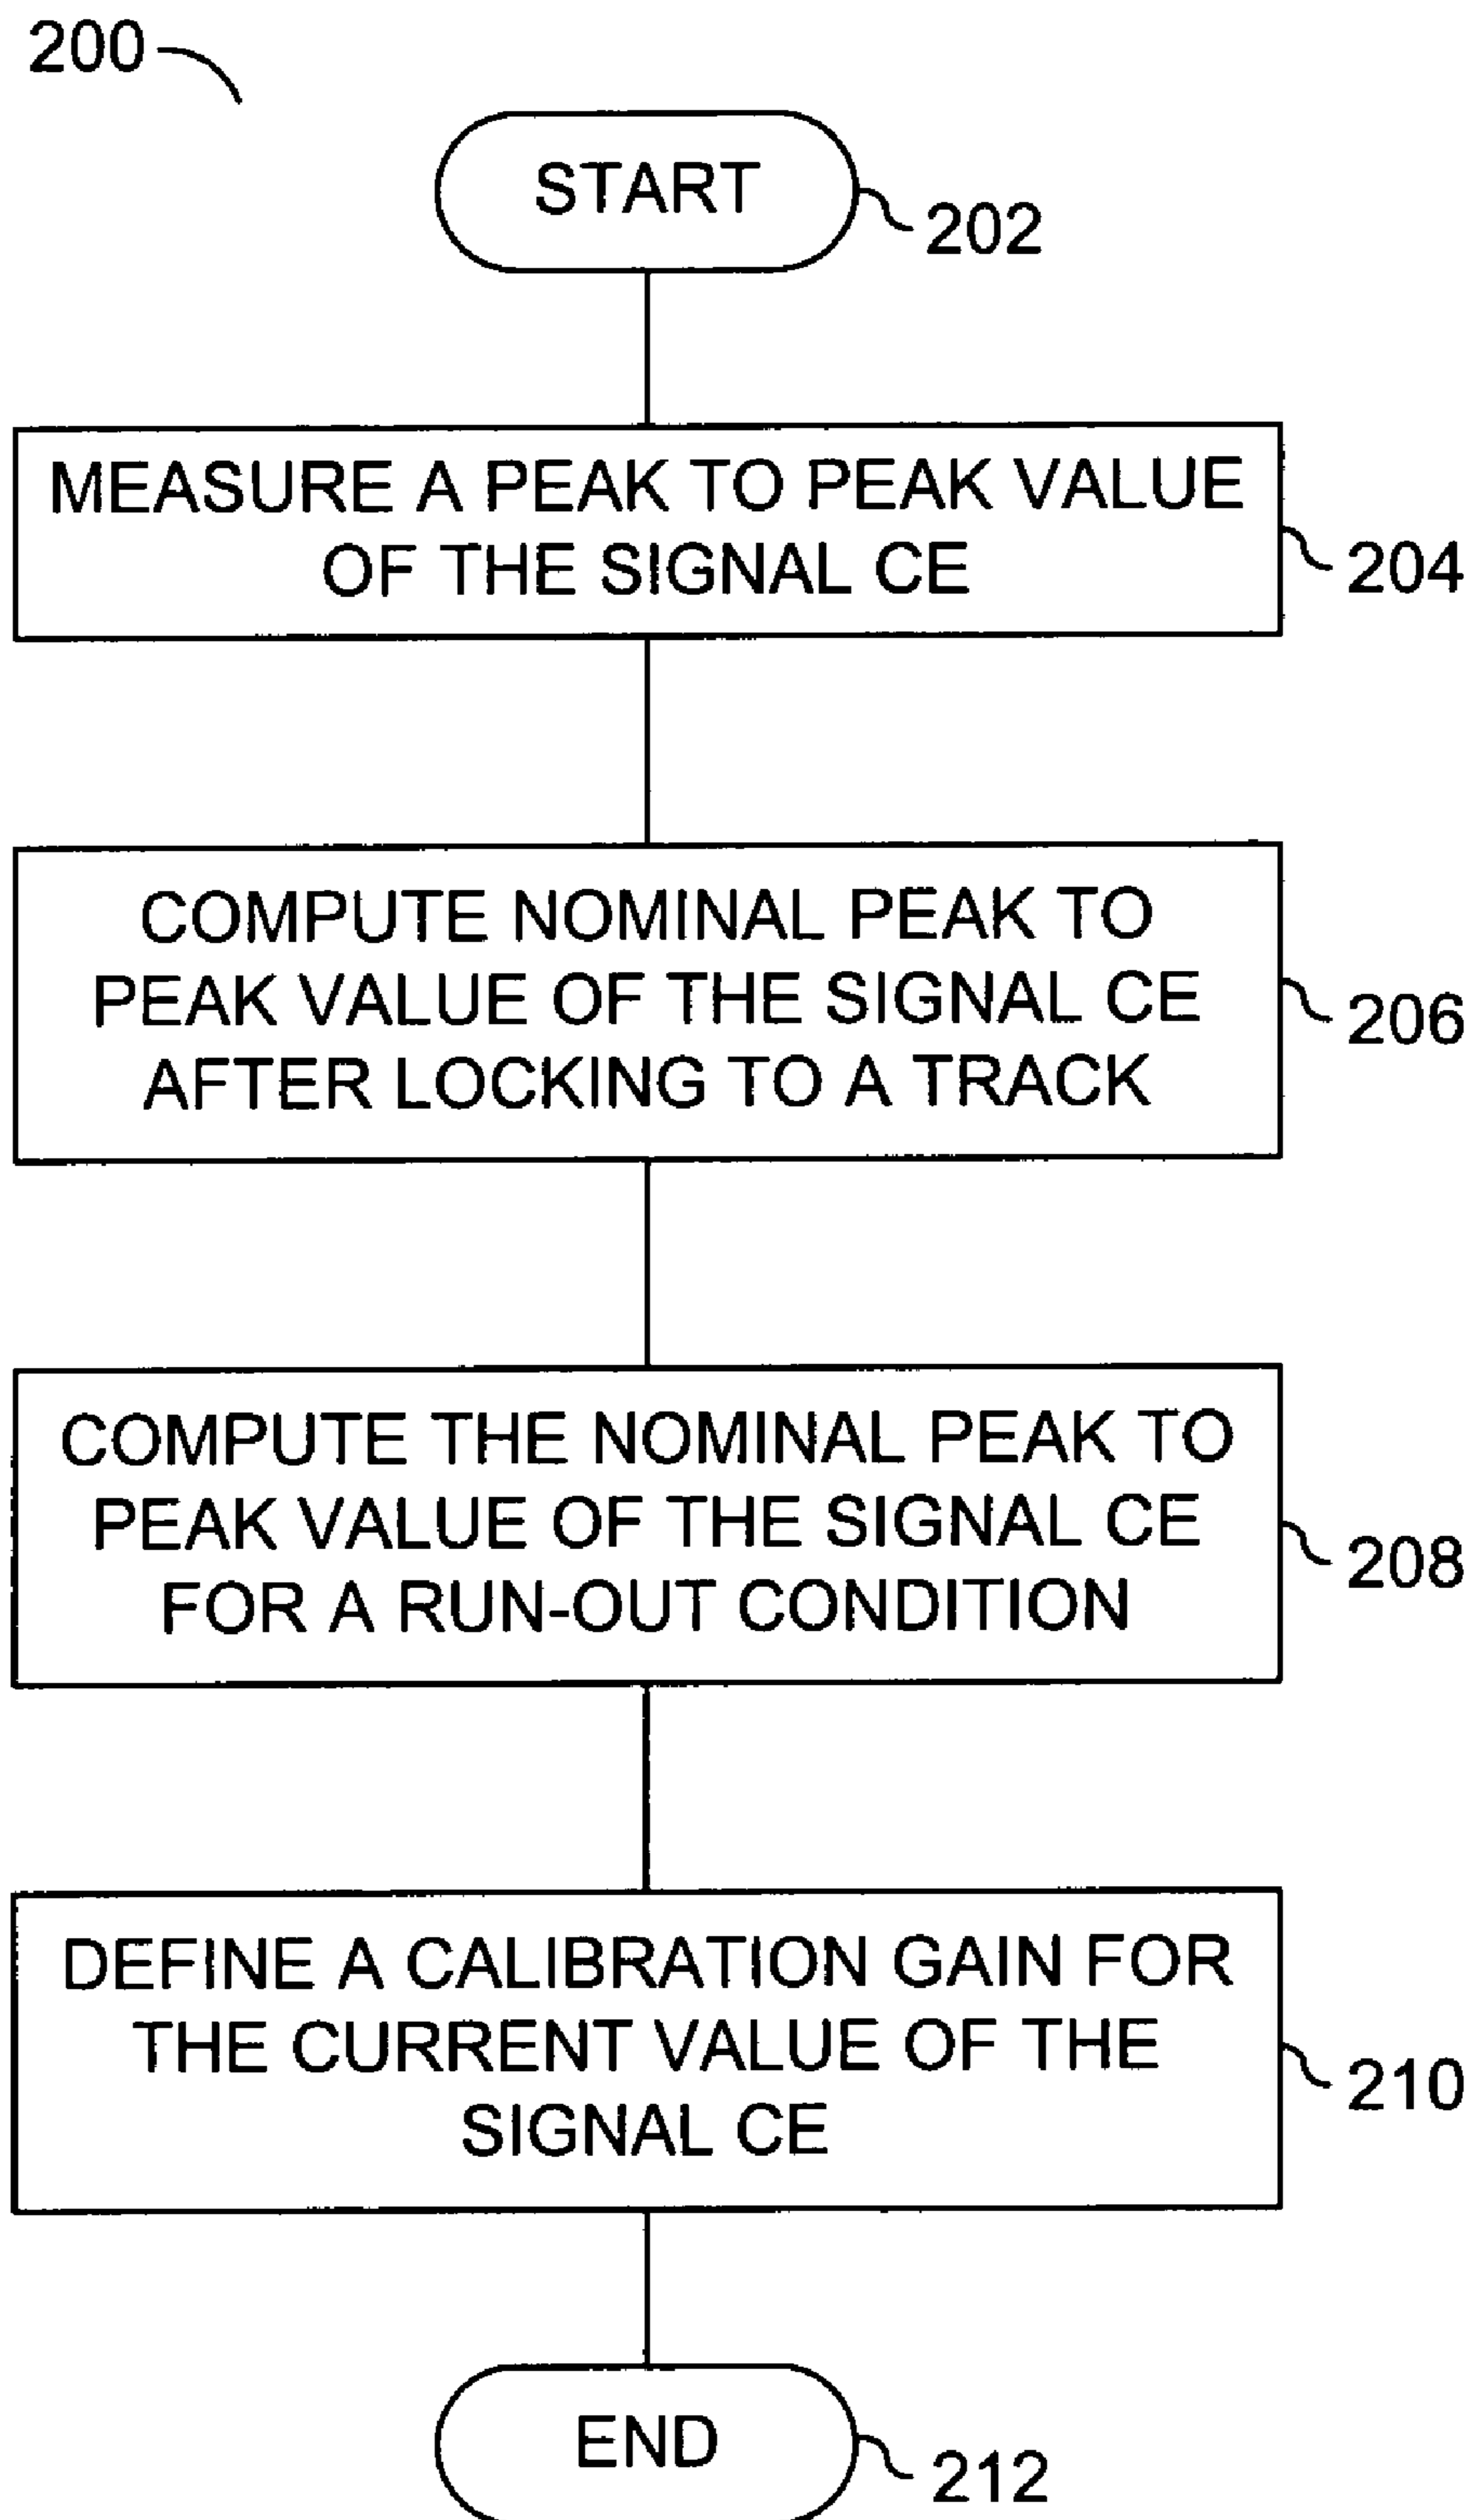 200
START
202
MEASURE A PEAK TO PEAK VALUE
OF THE SIGNAL CE
204
COMPUTE NOMINAL PEAK TO
PEAK VALUE OF THE SIGNAL CE
AFTER LOCKING TO A TRACK
206
COMPUTE THE NOMINAL PEAK TO
PEAK VALUE OF THE SIGNAL CE
FOR A RUN-OUT CONDITION
208
DEFINE A CALIBRATION GAIN FOR
THE CURRENT VALUE OF THE
SIGNAL CE
210
END
212